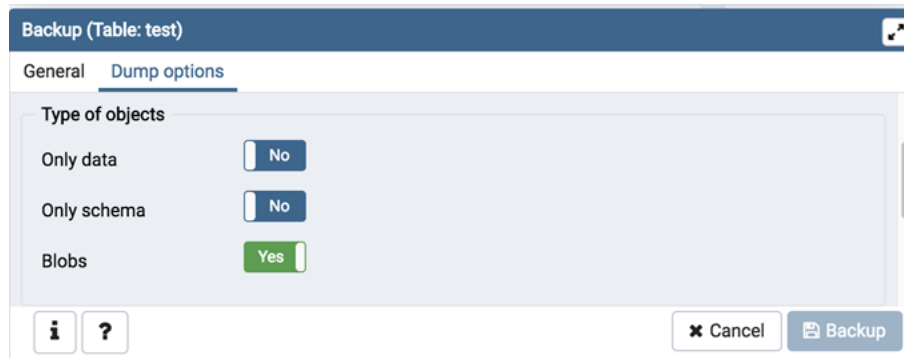 Backup (Table: test)
General Dump options
Type of objects
Only data No
Only schema No
Blobs Yes
i ? Cancel Backup